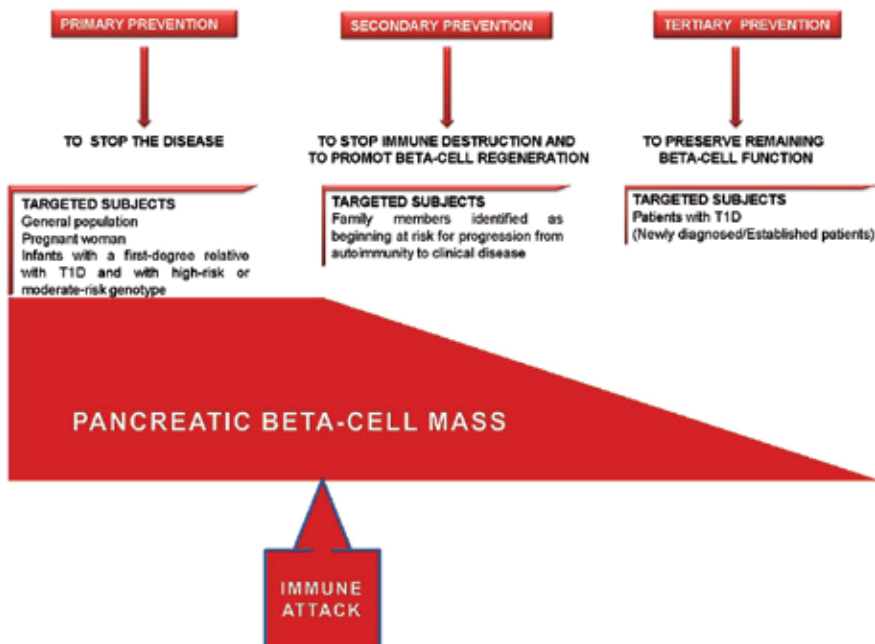 PRIMARY PREVENTION
TO STOP THE DISEASE
TARGETED SUBJECTS
General population
Pregnant woman
Infants with a first-degree relative
with T1D and with high-risk or
moderate-risk genotype
SECONDARY PREVENTION
TO STOP IMMUNE DESTRUCTION AND
TO PROMOT BETA-CELL REGENERATION
TARGETED SUBJECTS
Family members identified as
beginning at risk for progression from
autoimmunity to clinical disease
TERTIARY PREVENTION
TO PRESERVE REMAINING
BETA-CELL FUNCTION
TARGETED SUBJECTS
Patients with T1D
(Newly diagnosed/Established patients)
PANCREATIC BETA-CELL MASS
IMMUNE
ATTACK